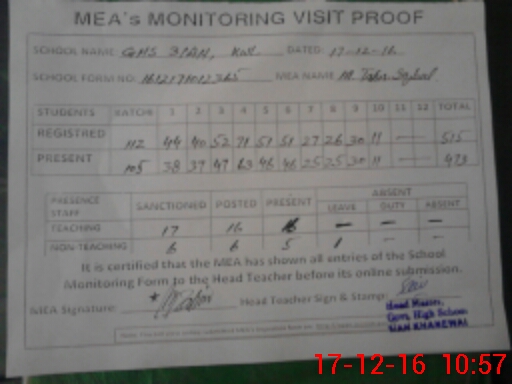 MEA's MONITORING VISIT PROOF
SCHOOL NAME GHS 31AH, DATED: 17-12-16
SCHOOL FORM NO. MEA NAME M.
STUDENTS KATCHI 1 2 3 4 5 6 7 8 9 10 11 12 TOTAL
REGISTRED 112 44 40 52 71 51 51 27 26 30 11 — 515
PRESENT 105 38 37 47 63 46 46 25 25 30 11 —
PRESENCE STAFF SANCTIONED POSTED PRESENT ABSENT
LEAVE DUTY ABSENT
TEACHING 17 16 16 — — —
NON-TEACHING 6 6 5 1 — —
It is certified that the MEA has shown all entries of the School
Monitoring Form to the Head Teacher before its online submission.
MEA Signature: Head Teacher Sign & Stamp:
Head Master,
Govt. High School
MIAN KHANEWAL
17-12-16 10:57